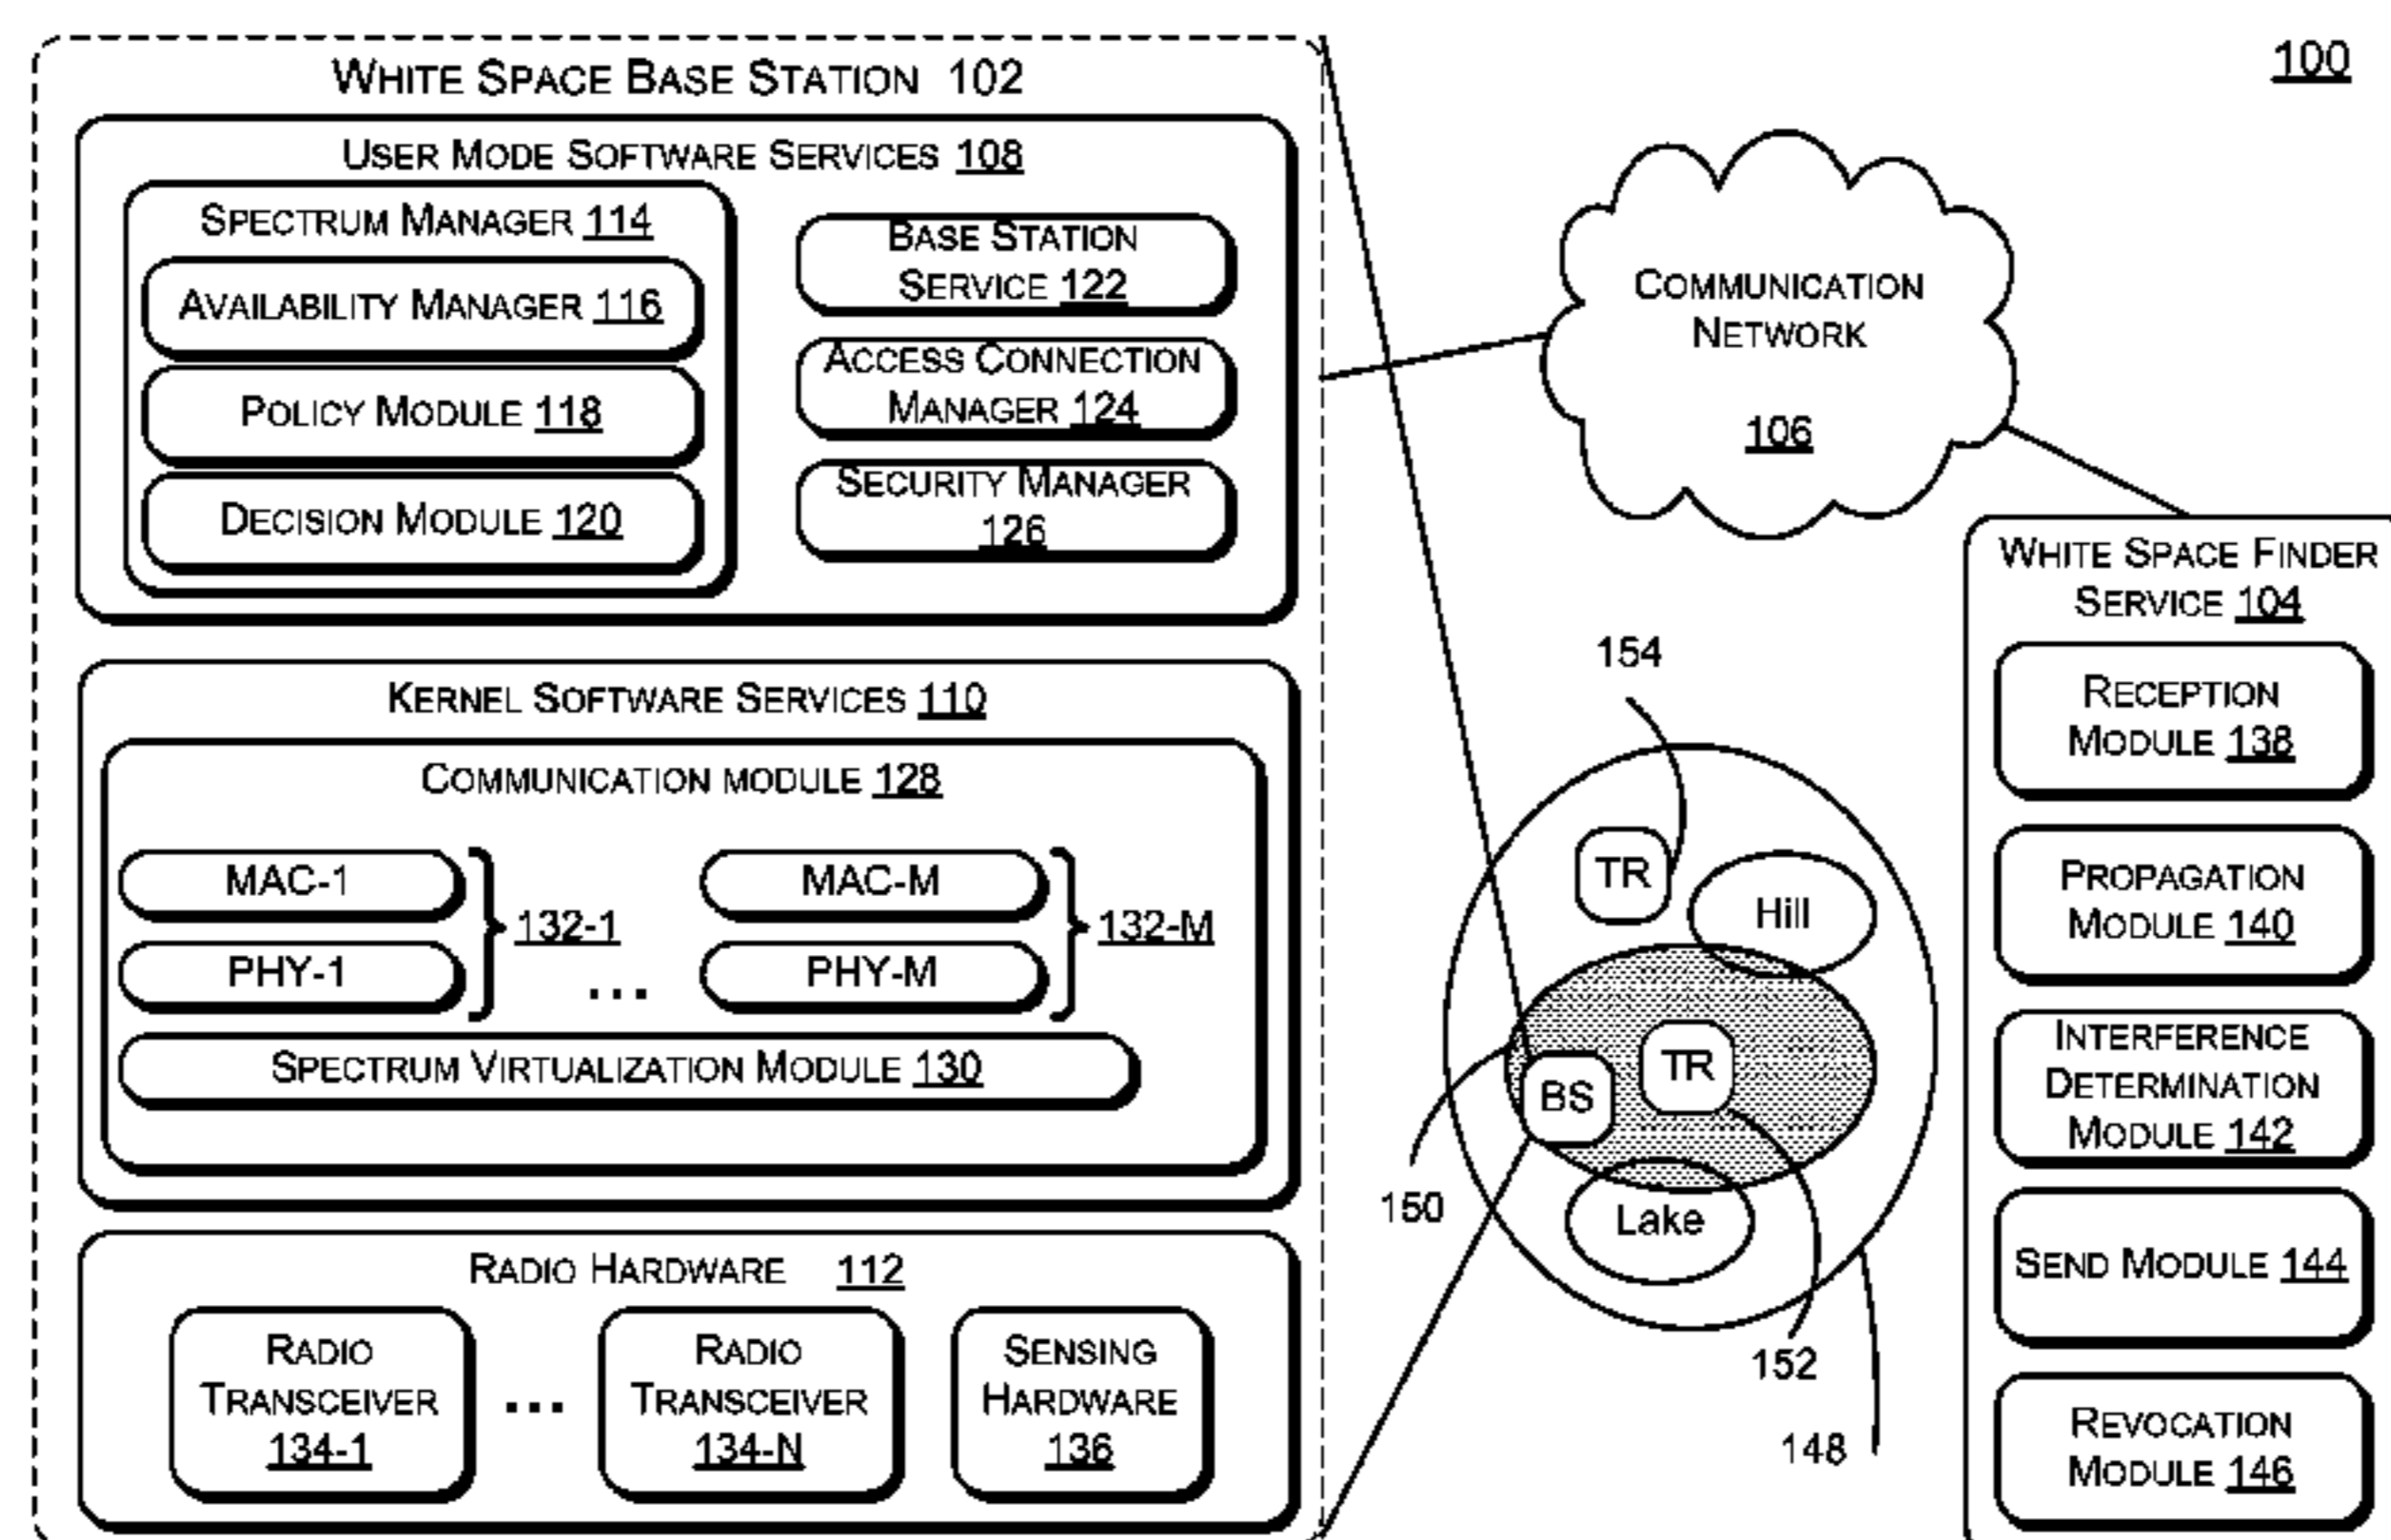 100
WHITE SPACE BASE STATION 102
USER MODE SOFTWARE SERVICES 108
SPECTRUM MANAGER 114
AVAILABILITY MANAGER 116
POLICY MODULE 118
DECISION MODULE 120
BASE STATION
SERVICE 122
ACCESS CONNECTION
MANAGER 124
SECURITY MANAGER
126
KERNEL SOFTWARE SERVICES 110
COMMUNICATION MODULE 128
MAC-1
PHY-1
132-1
...
MAC-M
PHY-M
132-M
SPECTRUM VIRTUALIZATION MODULE 130
RADIO HARDWARE 112
RADIO
TRANSCEIVER
134-1
...
RADIO
TRANSCEIVER
134-N
SENSING
HARDWARE
136
COMMUNICATION
NETWORK
106
154
TR
Hill
TR
BS
Lake
150
152
148
WHITE SPACE FINDER
SERVICE 104
RECEPTION
MODULE 138
PROPAGATION
MODULE 140
INTERFERENCE
DETERMINATION
MODULE 142
SEND MODULE 144
REVOCATION
MODULE 146